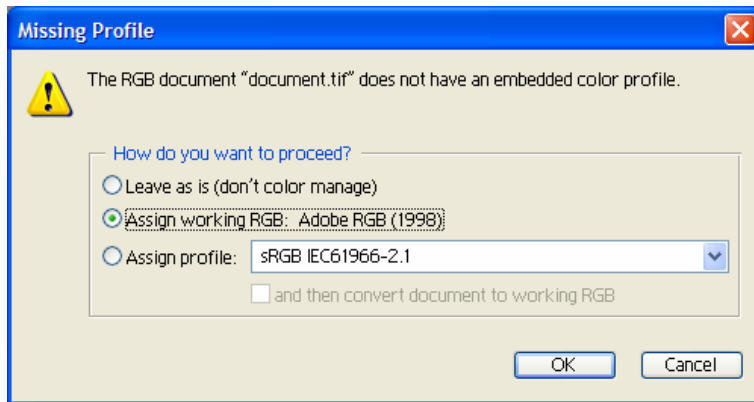 Missing Profile
The RGB document “document.tif” does not have an embedded color profile.
How do you want to proceed?
Leave as is (don't color manage)
Assign working RGB: Adobe RGB (1998)
Assign profile: sRGB IEC61966-2.1
and then convert document to working RGB
OK Cancel